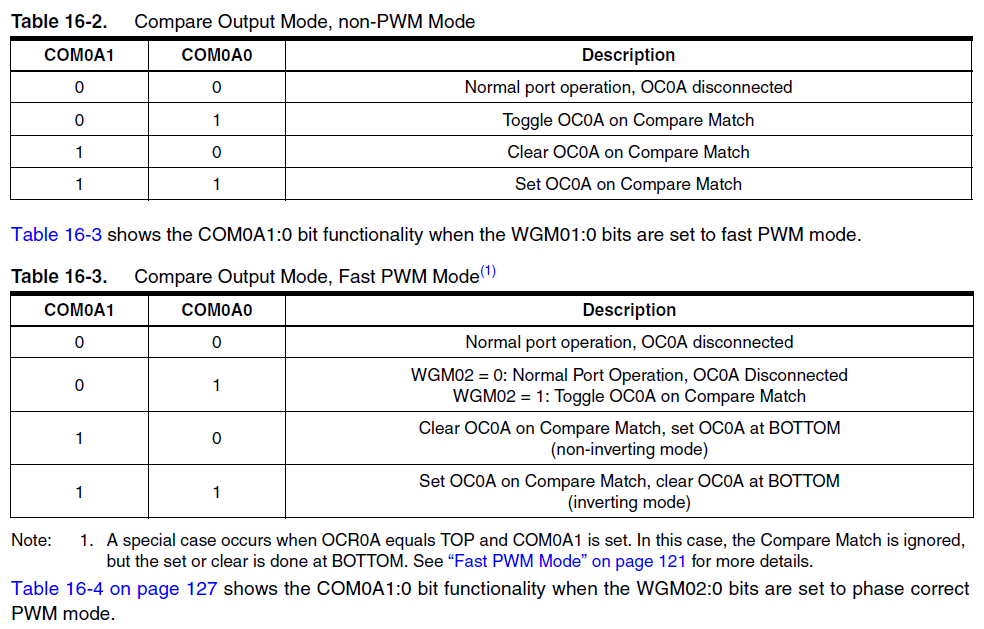 Table 16-2. Compare Output Mode, non-PWM Mode
COM0A1 COM0A0 Description
0 0 Normal port operation, OC0A disconnected
0 1 Toggle OC0A on Compare Match
1 0 Clear OC0A on Compare Match
1 1 Set OC0A on Compare Match
Table 16-3 shows the COM0A1:0 bit functionality when the WGM01:0 bits are set to fast PWM mode.
Table 16-3. Compare Output Mode, Fast PWM Mode(1)
COM0A1 COM0A0 Description
0 0 Normal port operation, OC0A disconnected
0 1 WGM02 = 0: Normal Port Operation, OC0A Disconnected
WGM02 = 1: Toggle OC0A on Compare Match
1 0 Clear OC0A on Compare Match, set OC0A at BOTTOM
(non-inverting mode)
1 1 Set OC0A on Compare Match, clear OC0A at BOTTOM
(inverting mode)
Note: 1. A special case occurs when OCR0A equals TOP and COM0A1 is set. In this case, the Compare Match is ignored,
but the set or clear is done at BOTTOM. See “Fast PWM Mode” on page 121 for more details.
Table 16-4 on page 127 shows the COM0A1:0 bit functionality when the WGM02:0 bits are set to phase correct
PWM mode.